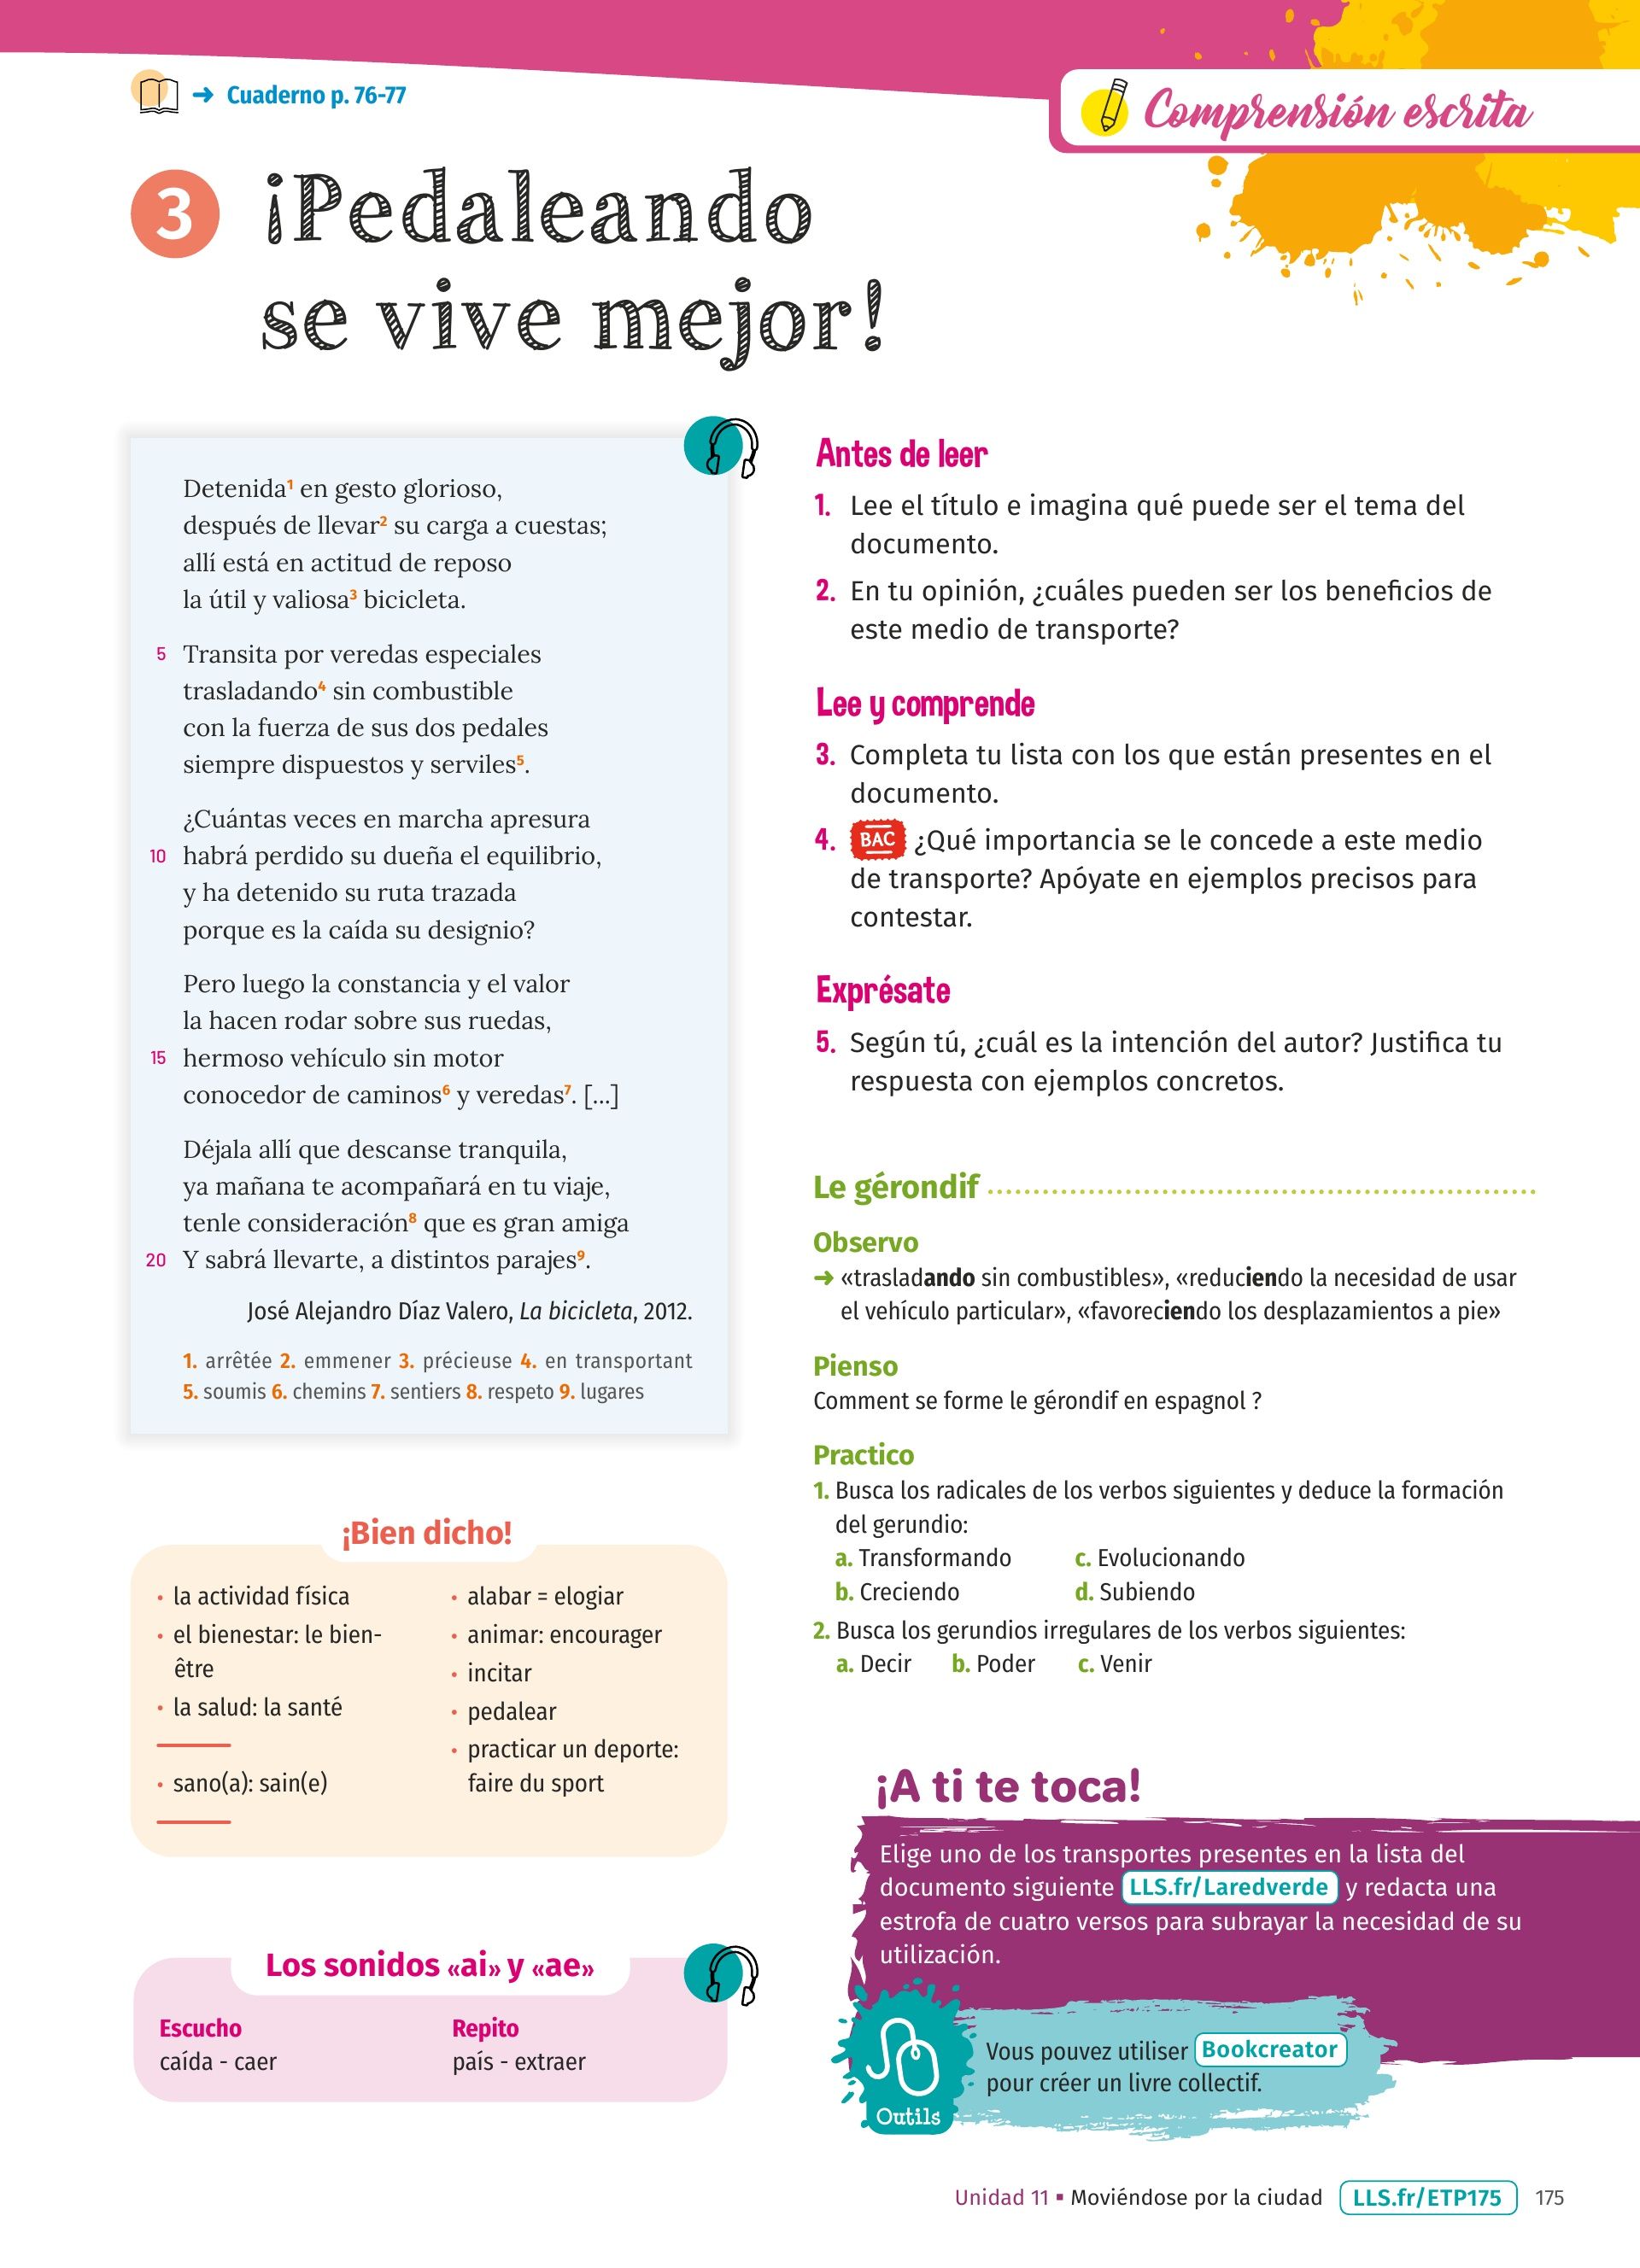 ➜ Cuaderno p. 76-77
Comprensión escrita
3 ¡Pedaleando
se vive mejor!
Detenida¹ en gesto glorioso,
después de llevar² su carga a cuestas;
allí está en actitud de reposo
la útil y valiosa³ bicicleta.
5 Transita por veredas especiales
trasladando⁴ sin combustible
con la fuerza de sus dos pedales
siempre dispuestos y serviles⁵.
¿Cuántas veces en marcha apresura
10 habrá perdido su dueña el equilibrio,
y ha detenido su ruta trazada
porque es la caída su designio?
Pero luego la constancia y el valor
la hacen rodar sobre sus ruedas,
15 hermoso vehículo sin motor
conocedor de caminos⁶ y veredas⁷. [...]
Déjala allí que descanse tranquila,
ya mañana te acompañará en tu viaje,
tenle consideración⁸ que es gran amiga
20 Y sabrá llevarte, a distintos parajes⁹.
José Alejandro Díaz Valero, La bicicleta, 2012.
1. arrêtée 2. emmener 3. précieuse 4. en transportant
5. soumis 6. chemins 7. sentiers 8. respeto 9. lugares
¡Bien dicho!
• la actividad física
• el bienestar: le bien-
être
• la salud: la santé
• sano(a): sain(e)
• alabar = elogiar
• animar: encourager
• incitar
• pedalear
• practicar un deporte:
faire du sport
Los sonidos «ai» y «ae»
Escucho
caída - caer
Repito
país - extraer
Antes de leer
1. Lee el título e imagina qué puede ser el tema del
documento.
2. En tu opinión, ¿cuáles pueden ser los beneficios de
este medio de transporte?
Lee y comprende
3. Completa tu lista con los que están presentes en el
documento.
4. BAC ¿Qué importancia se le concede a este medio
de transporte? Apóyate en ejemplos precisos para
contestar.
Exprésate
5. Según tú, ¿cuál es la intención del autor? Justifica tu
respuesta con ejemplos concretos.
Le gérondif
Observo
➜ «trasladando sin combustibles», «reduciendo la necesidad de usar
el vehículo particular», «favoreciendo los desplazamientos a pie»
Pienso
Comment se forme le gérondif en espagnol ?
Practico
1. Busca los radicales de los verbos siguientes y deduce la formación
del gerundio:
a. Transformando c. Evolucionando
b. Creciendo d. Subiendo
2. Busca los gerundios irregulares de los verbos siguientes:
a. Decir b. Poder c. Venir
¡A ti te toca!
Elige uno de los transportes presentes en la lista del
documento siguiente LLS.fr/Laredverde y redacta una
estrofa de cuatro versos para subrayar la necesidad de su
utilización.
Outils
Vous pouvez utiliser Bookcreator
pour créer un livre collectif.
Unidad 11 ▪ Moviéndose por la ciudad LLS.fr/ETP175 175